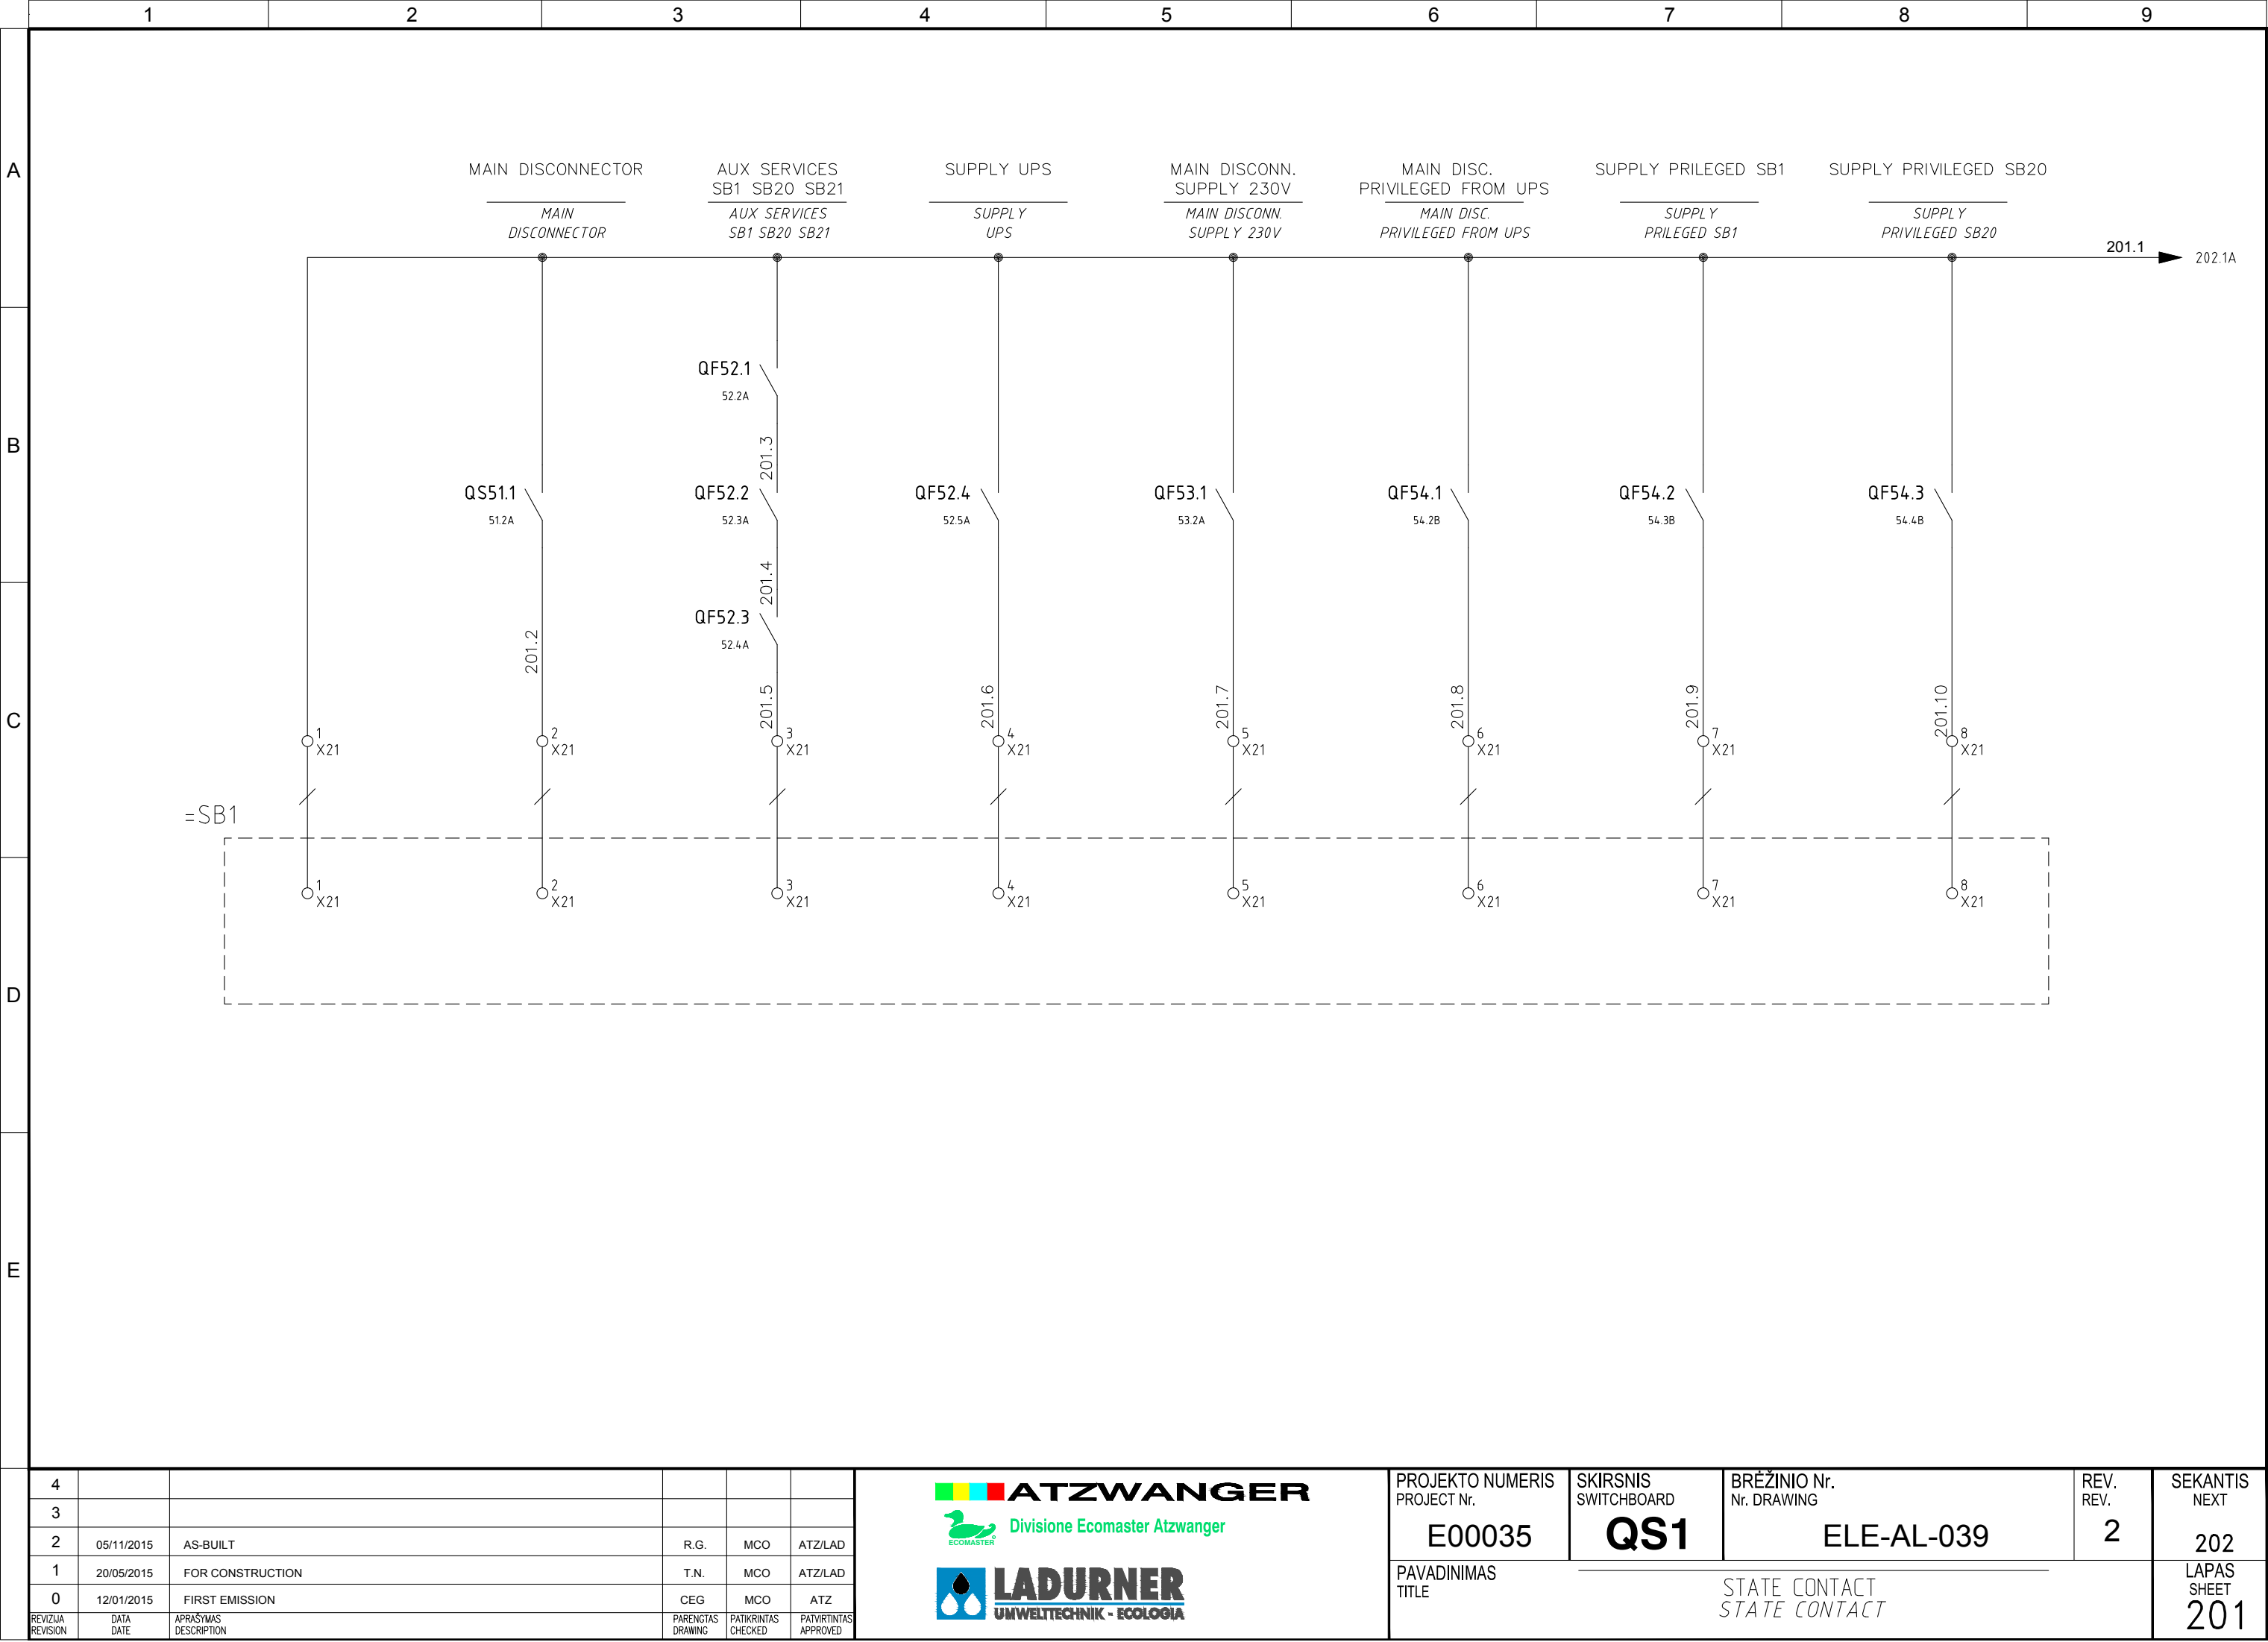 1 2 3 4 5 6 7 8 9
A
B
C
D
E
MAIN DISCONNECTOR
MAIN
DISCONNECTOR
AUX SERVICES
SB1 SB20 SB21
AUX SERVICES
SB1 SB20 SB21
SUPPLY UPS
SUPPLY
UPS
MAIN DISCONN.
SUPPLY 230V
MAIN DISCONN.
SUPPLY 230V
MAIN DISC.
PRIVILEGED FROM UPS
MAIN DISC.
PRIVILEGED FROM UPS
SUPPLY PRILEGED SB1
SUPPLY
PRILEGED SB1
SUPPLY PRIVILEGED SB20
SUPPLY
PRIVILEGED SB20
201.1
202.1A
QF52.1
52.2A
201.3
QS51.1
51.2A
QF52.2
52.3A
QF52.4
52.5A
QF53.1
53.2A
QF54.1
54.2B
QF54.2
54.3B
QF54.3
54.4B
201.4
QF52.3
52.4A
201.2
201.5
201.6
201.7
201.8
201.9
201.10
1
X21
2
X21
3
X21
4
X21
5
X21
6
X21
7
X21
8
X21
=SB1
1
X21
2
X21
3
X21
4
X21
5
X21
6
X21
7
X21
8
X21
4
3
2 05/11/2015 AS-BUILT R.G. MCO ATZ/LAD
1 20/05/2015 FOR CONSTRUCTION T.N. MCO ATZ/LAD
0 12/01/2015 FIRST EMISSION CEG MCO ATZ
REVIZIJA DATA APRAŠYMAS PARENGTAS PATIKRINTAS PATVIRTINTAS
REVISION DATE DESCRIPTION DRAWING CHECKED APPROVED
ATZWANGER
ECOMASTER
Divisione Ecomaster Atzwanger
LADURNER
UMWELTTECHNIK - ECOLOGIA
PROJEKTO NUMERIS
PROJECT Nr.
E00035
SKIRSNIS
SWITCHBOARD
QS1
BRĖŽINIO Nr.
Nr. DRAWING
ELE-AL-039
REV.
REV.
2
SEKANTIS
NEXT
202
PAVADINIMAS
TITLE
STATE CONTACT
STATE CONTACT
LAPAS
SHEET
201